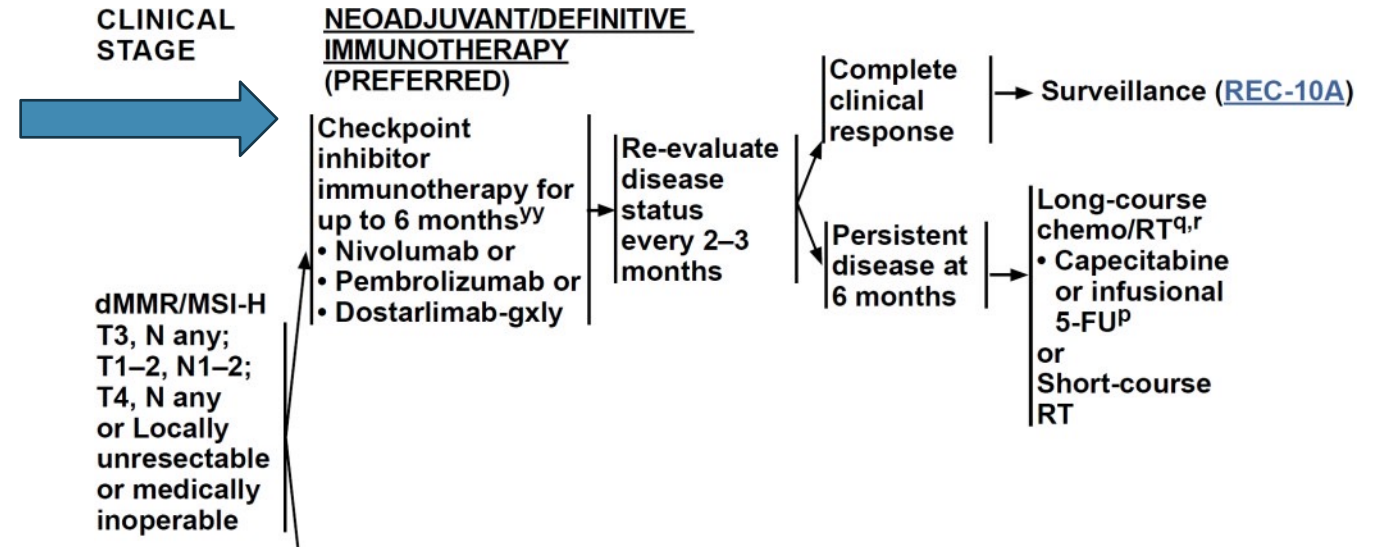 CLINICAL
STAGE
NEOADJUVANT/DEFINITIVE
IMMUNOTHERAPY
(PREFERRED)
dMMR/MSI-H
T3, N any;
T1–2, N1–2;
T4, N any
or Locally
unresectable
or medically
inoperable
Checkpoint
inhibitor
immunotherapy for
up to 6 monthsyy
• Nivolumab or
• Pembrolizumab or
• Dostarlimab-gxly
Re-evaluate
disease
status
every 2–3
months
Complete
clinical
response
Surveillance (REC-10A)
Persistent
disease at
6 months
Long-course
chemo/RTq,r
• Capecitabine
or infusional
5-FUp
or
Short-course
RT